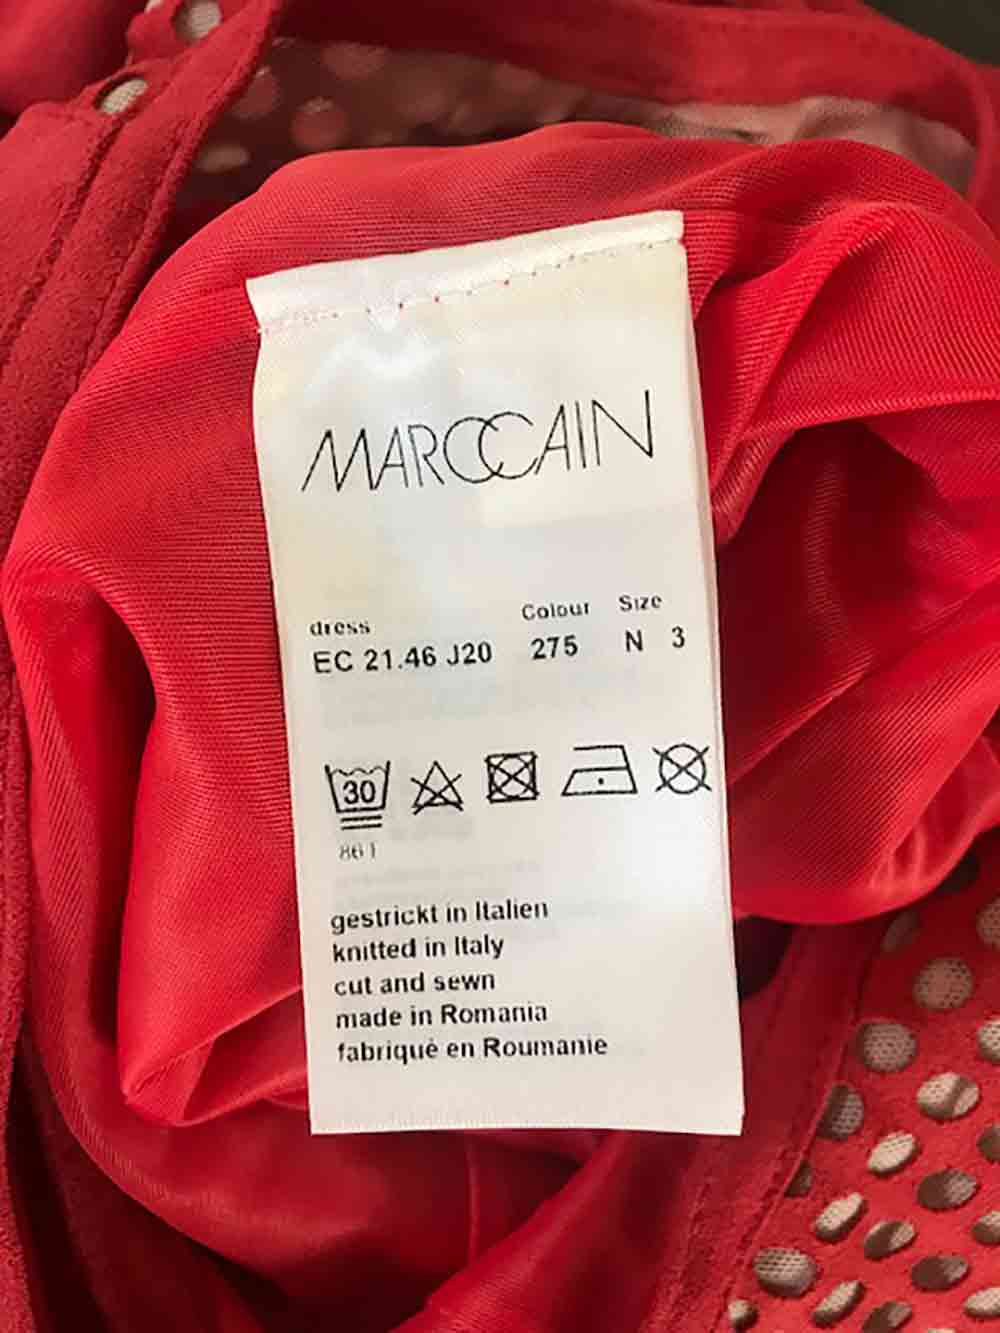 MARCCAIN
dress Colour Size
EC 21.46 J20 275 N 3
30
861
gestrickt in Italien
knitted in Italy
cut and sewn
made in Romania
fabriqué en Roumanie